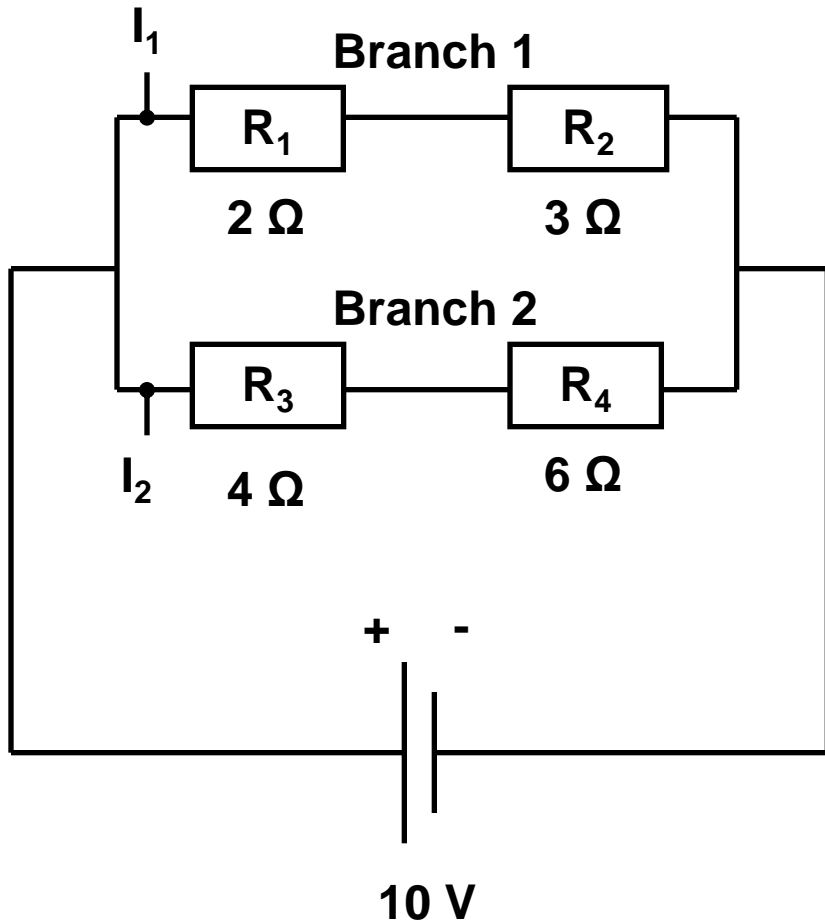 I₁
Branch 1
R₁ R₂
2 Ω 3 Ω
Branch 2
R₃ R₄
I₂ 4 Ω 6 Ω
+ -
10 V